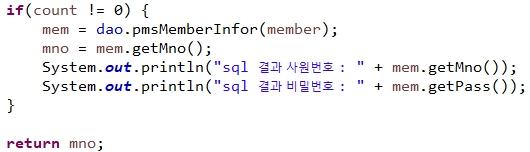 if(count != 0) {
    mem = dao.pmsMemberInfor(member);
    mno = mem.getMno();
    System.out.println("sql 결과 사원번호 : " + mem.getMno());
    System.out.println("sql 결과 비밀번호 : " + mem.getPass());
}
return mno;